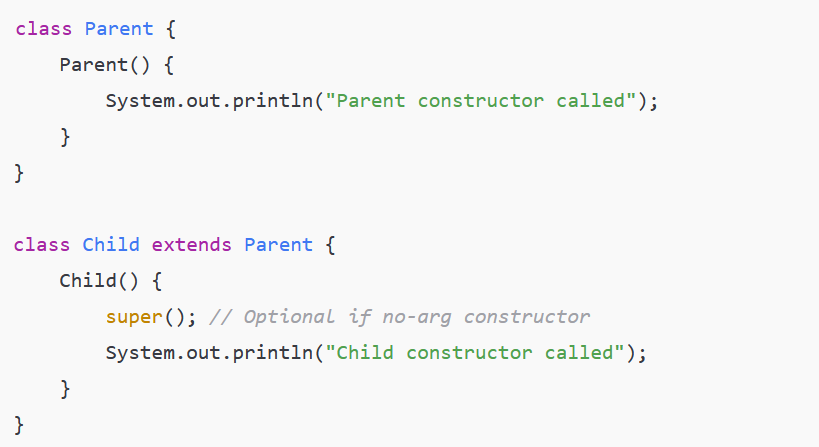 class Parent {
    Parent() {
        System.out.println("Parent constructor called");
    }
}

class Child extends Parent {
    Child() {
        super(); // Optional if no-arg constructor
        System.out.println("Child constructor called");
    }
}